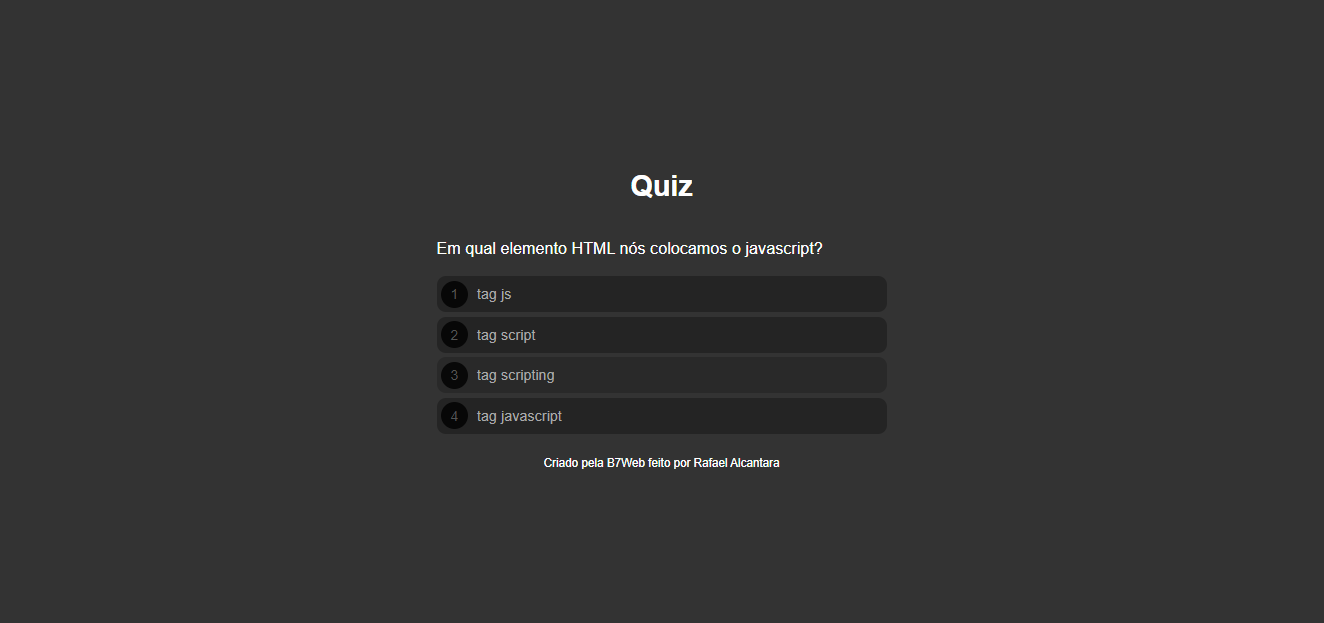 Quiz
Em qual elemento HTML nós colocamos o javascript?
1 tag js
2 tag script
3 tag scripting
4 tag javascript
Criado pela B7Web feito por Rafael Alcantara